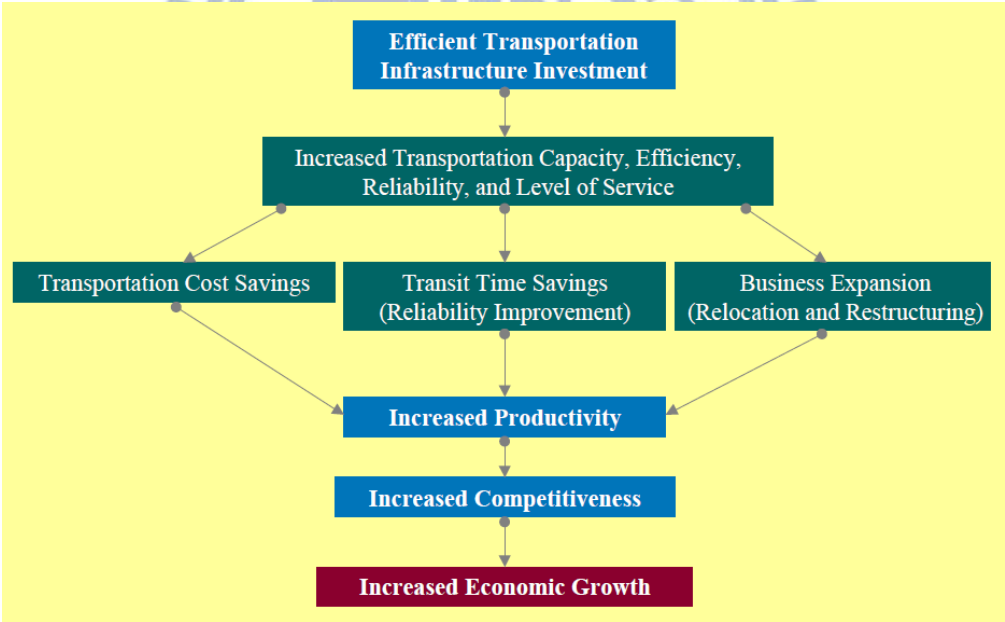 Efficient Transportation
Infrastructure Investment
Increased Transportation Capacity, Efficiency,
Reliability, and Level of Service
Transportation Cost Savings
Transit Time Savings
(Reliability Improvement)
Business Expansion
(Relocation and Restructuring)
Increased Productivity
Increased Competitiveness
Increased Economic Growth